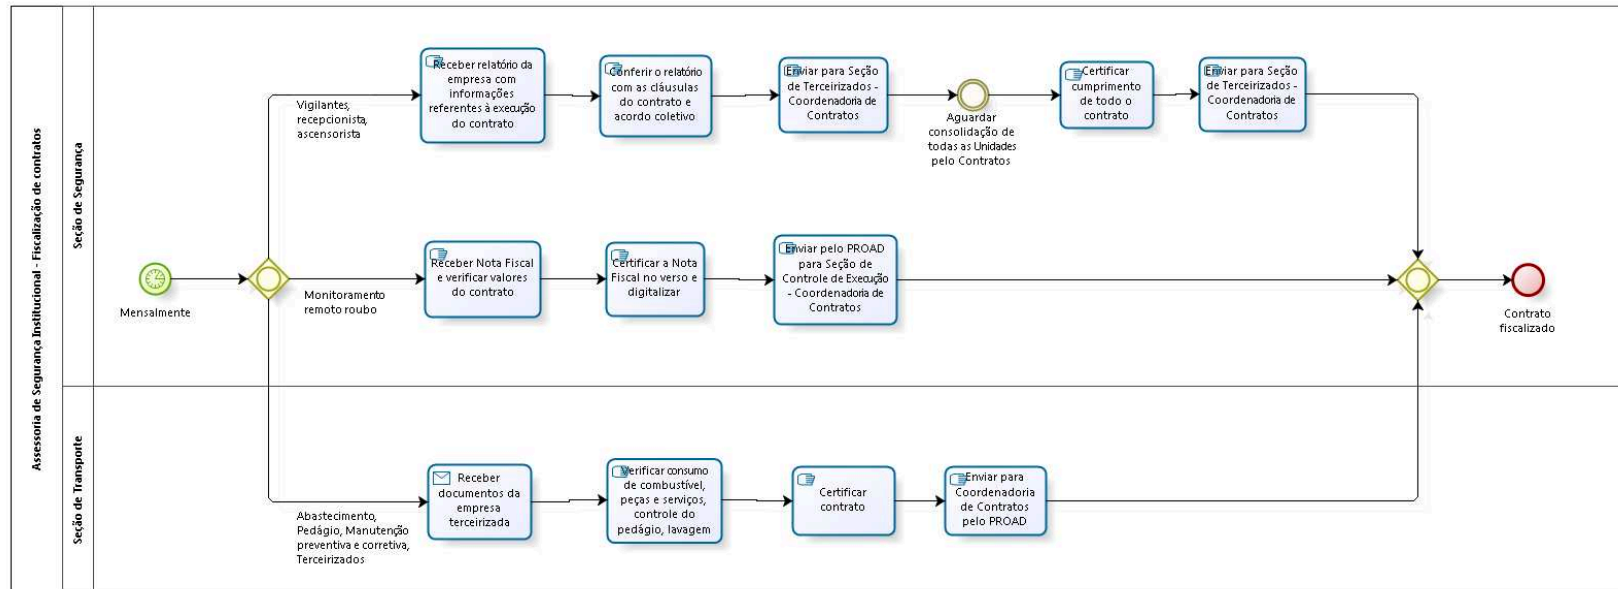 Assessoria de Segurança Institucional - Fiscalização de contratos
Seção de Segurança
Mensalmente
Vigilantes,
recepcionista,
ascensorista
Receber relatório da
empresa com
informações
referentes à execução
do contrato
Conferir o relatório
com as cláusulas
do contrato e
acordo coletivo
Enviar para Seção
de Terceirizados -
Coordenadoria de
Contratos
Aguardar
consolidação de
todas as Unidades
pelo Contratos
Certificar
cumprimento
de todo o
contrato
Enviar para Seção
de Terceirizados -
Coordenadoria de
Contratos
Monitoramento
remoto roubo
Receber Nota Fiscal
e verificar valores
do contrato
Certificar a Nota
Fiscal no verso e
digitalizar
Enviar pelo PROAD
para Seção de
Controle de Execução
- Coordenadoria de
Contratos
Contrato
fiscalizado
Seção de Transporte
Abastecimento,
Pedágio, Manutenção
preventiva e corretiva,
Terceirizados
Receber
documentos da
empresa
terceirizada
Verificar consumo
de combustível,
peças e serviços,
controle do
pedágio, lavagem
Certificar
contrato
Enviar para
Coordenadoria
de Contratos
pelo PROAD